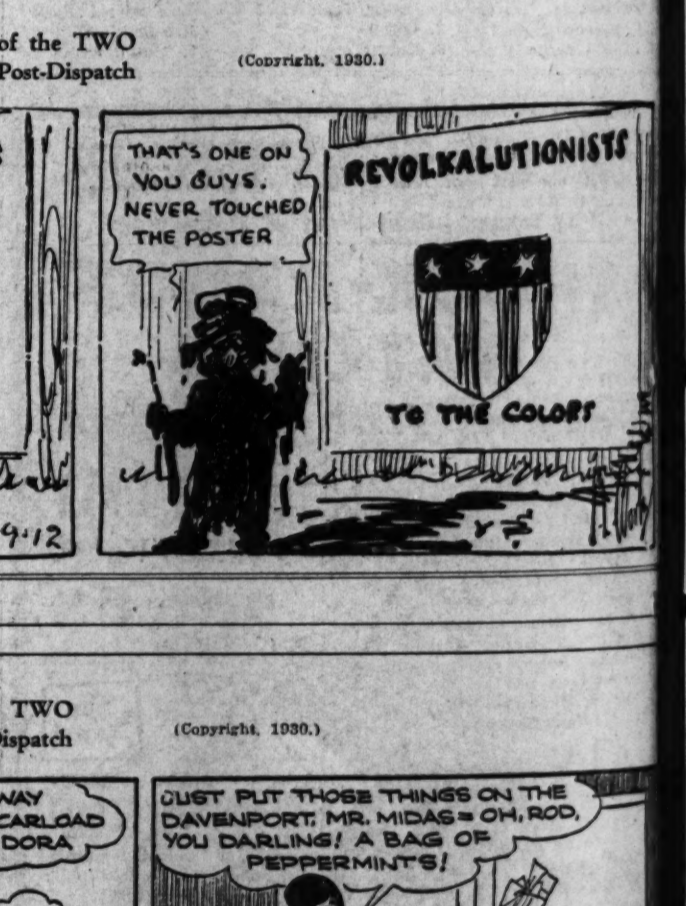 of the TWO
Post-Dispatch
(Copyright, 1930.)
THAT'S ONE ON
YOU GUYS.
NEVER TOUCHED
THE POSTER
REVOLKALUTIONISTS
TO THE COLORS
9-12
TWO
Dispatch
(Copyright, 1930.)
WAY
CARLOAD
DORA
JUST PUT THOSE THINGS ON THE
DAVENPORT, MR. MIDAS= OH, ROD,
YOU DARLING! A BAG OF
PEPPERMINTS!